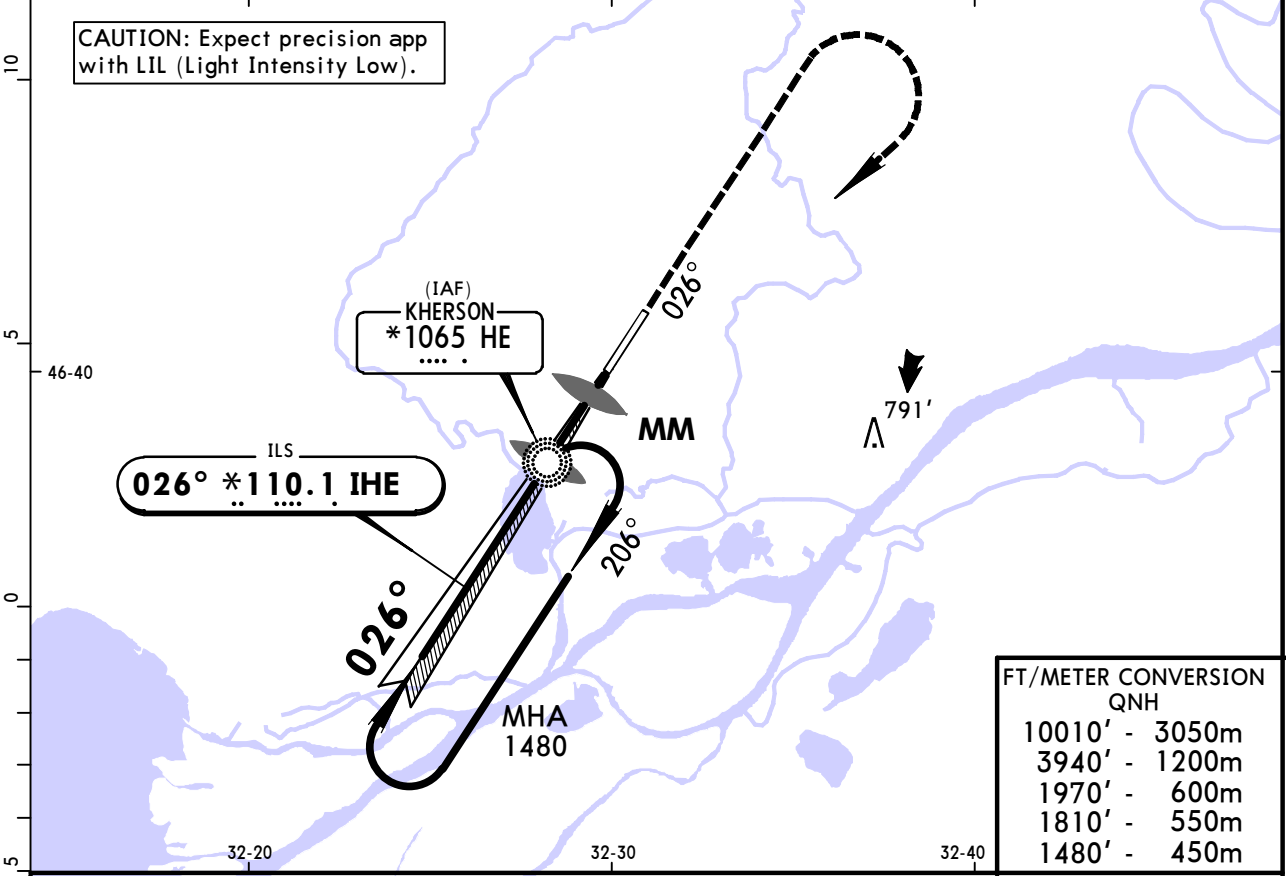 CAUTION: Expect precision app
with LIL (Light Intensity Low).
10
5
0
5
46-40
(IAF)
KHERSON
*1065 HE
ILS
026° *110.1 IHE
026°
MM
791'
206°
026°
MHA
1480
32-20
32-30
32-40
FT/METER CONVERSION
QNH
10010' - 3050m
3940' - 1200m
1970' - 600m
1810' - 550m
1480' - 450m